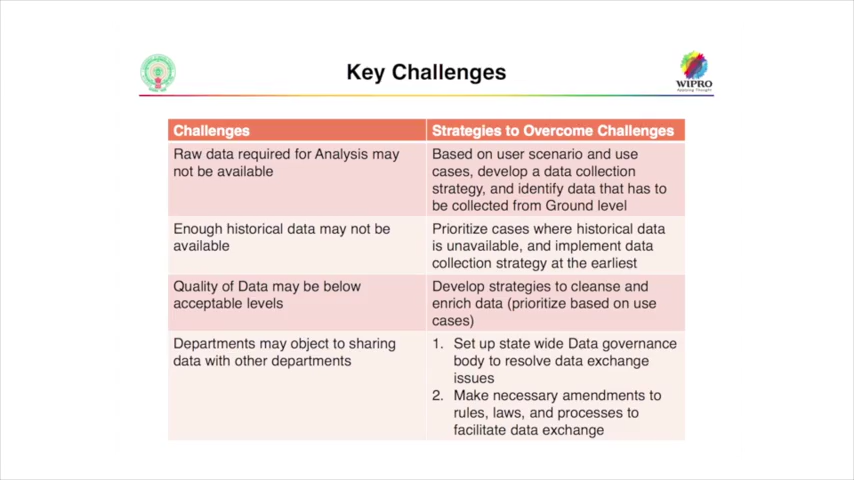 Key Challenges
WIPRO
Applying Thought
Challenges
Strategies to Overcome Challenges
Raw data required for Analysis may
not be available
Based on user scenario and use
cases, develop a data collection
strategy, and identify data that has to
be collected from Ground level
Enough historical data may not be
available
Prioritize cases where historical data
is unavailable, and implement data
collection strategy at the earliest
Quality of Data may be below
acceptable levels
Develop strategies to cleanse and
enrich data (prioritize based on use
cases)
Departments may object to sharing
data with other departments
1. Set up state wide Data governance
body to resolve data exchange
issues
2. Make necessary amendments to
rules, laws, and processes to
facilitate data exchange